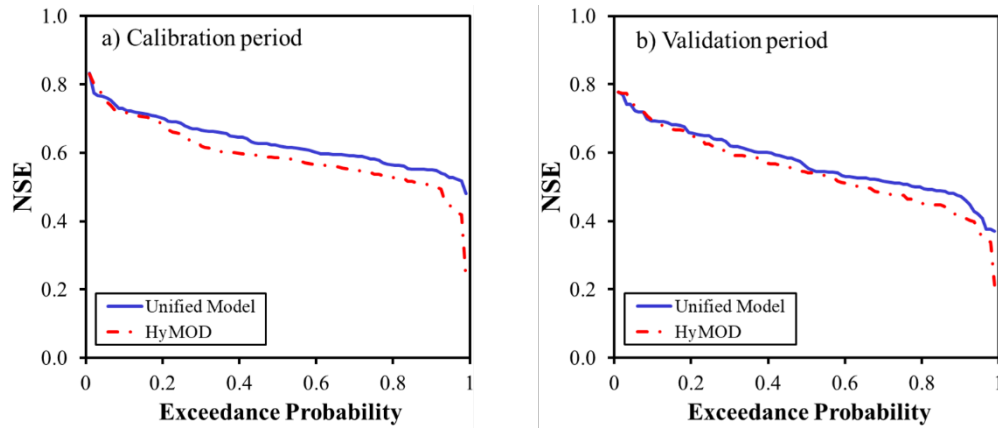 a) Calibration period
NSE
1.0
0.8
0.6
0.4
0.2
0.0
Unified Model
HyMOD
0 0.2 0.4 0.6 0.8 1
Exceedance Probability
b) Validation period
NSE
1.0
0.8
0.6
0.4
0.2
0.0
Unified Model
HyMOD
0 0.2 0.4 0.6 0.8 1
Exceedance Probability